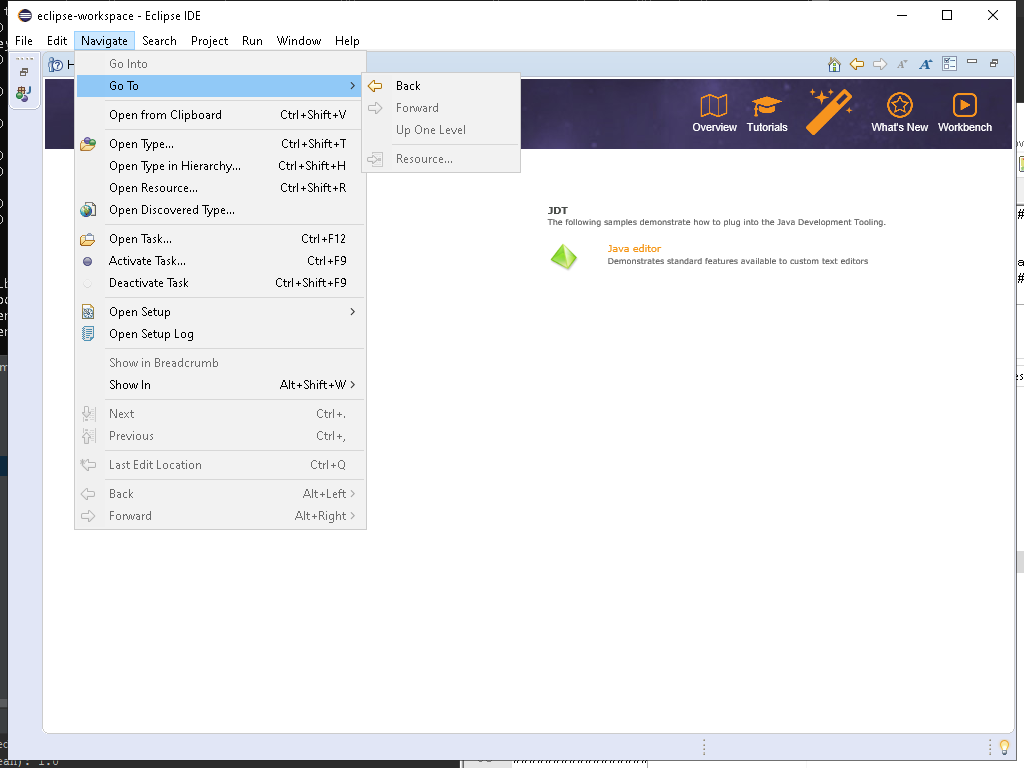 eclipse-workspace - Eclipse IDE
File Edit Navigate Search Project Run Window Help
Go Into
Go To
Open from Clipboard Ctrl+Shift+V
Open Type... Ctrl+Shift+T
Open Type in Hierarchy... Ctrl+Shift+H
Open Resource... Ctrl+Shift+R
Open Discovered Type...
Open Task... Ctrl+F12
Activate Task... Ctrl+F9
Deactivate Task Ctrl+Shift+F9
Open Setup
Open Setup Log
Show in Breadcrumb
Show In Alt+Shift+W
Next Ctrl+.
Previous Ctrl+,
Last Edit Location Ctrl+Q
Back Alt+Left
Forward Alt+Right
Back
Forward
Up One Level
Resource...
Overview Tutorials What's New Workbench
JDT
The following samples demonstrate how to plug into the Java Development Tooling.
Java editor
Demonstrates standard features available to custom text editors